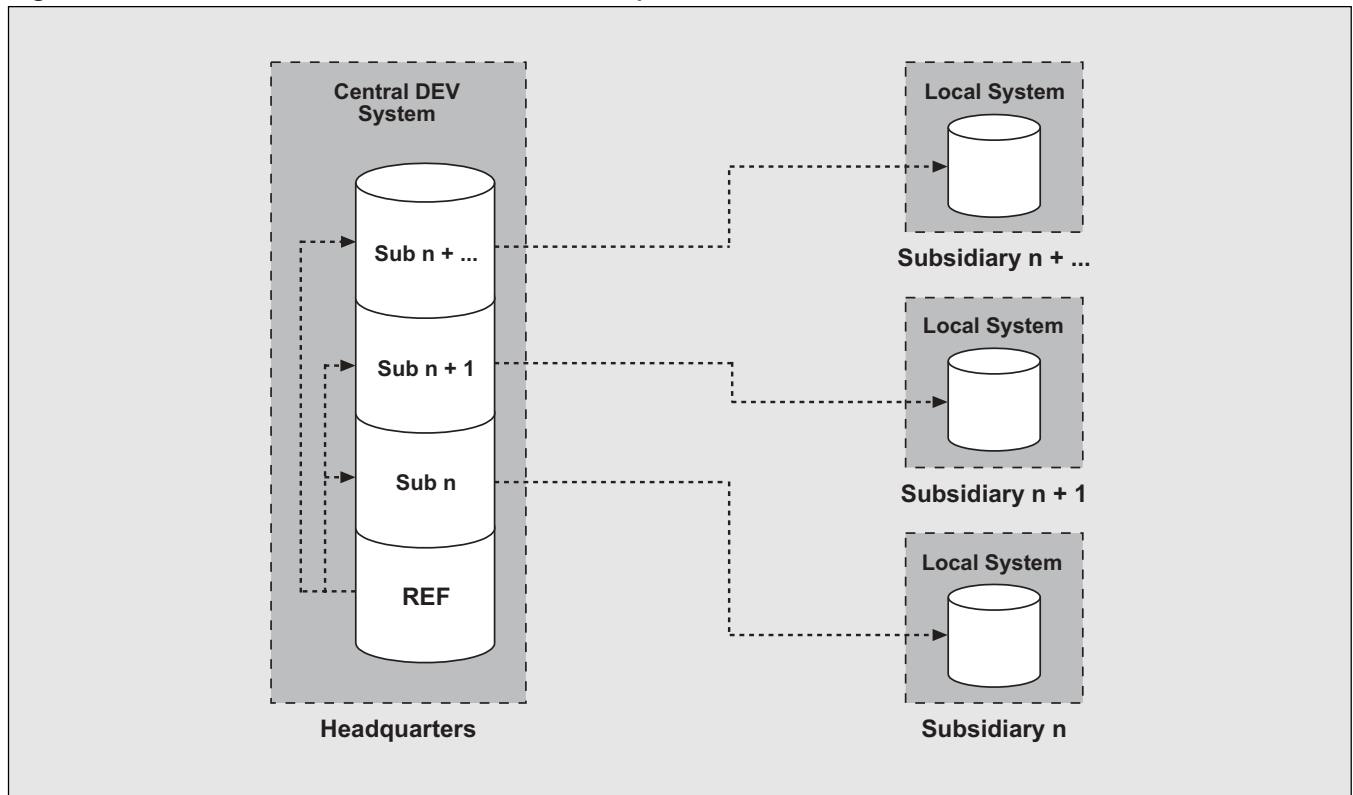 Central DEV
System
Sub n + ...
Sub n + 1
Sub n
REF
Headquarters
Local System
Subsidiary n + ...
Local System
Subsidiary n + 1
Local System
Subsidiary n